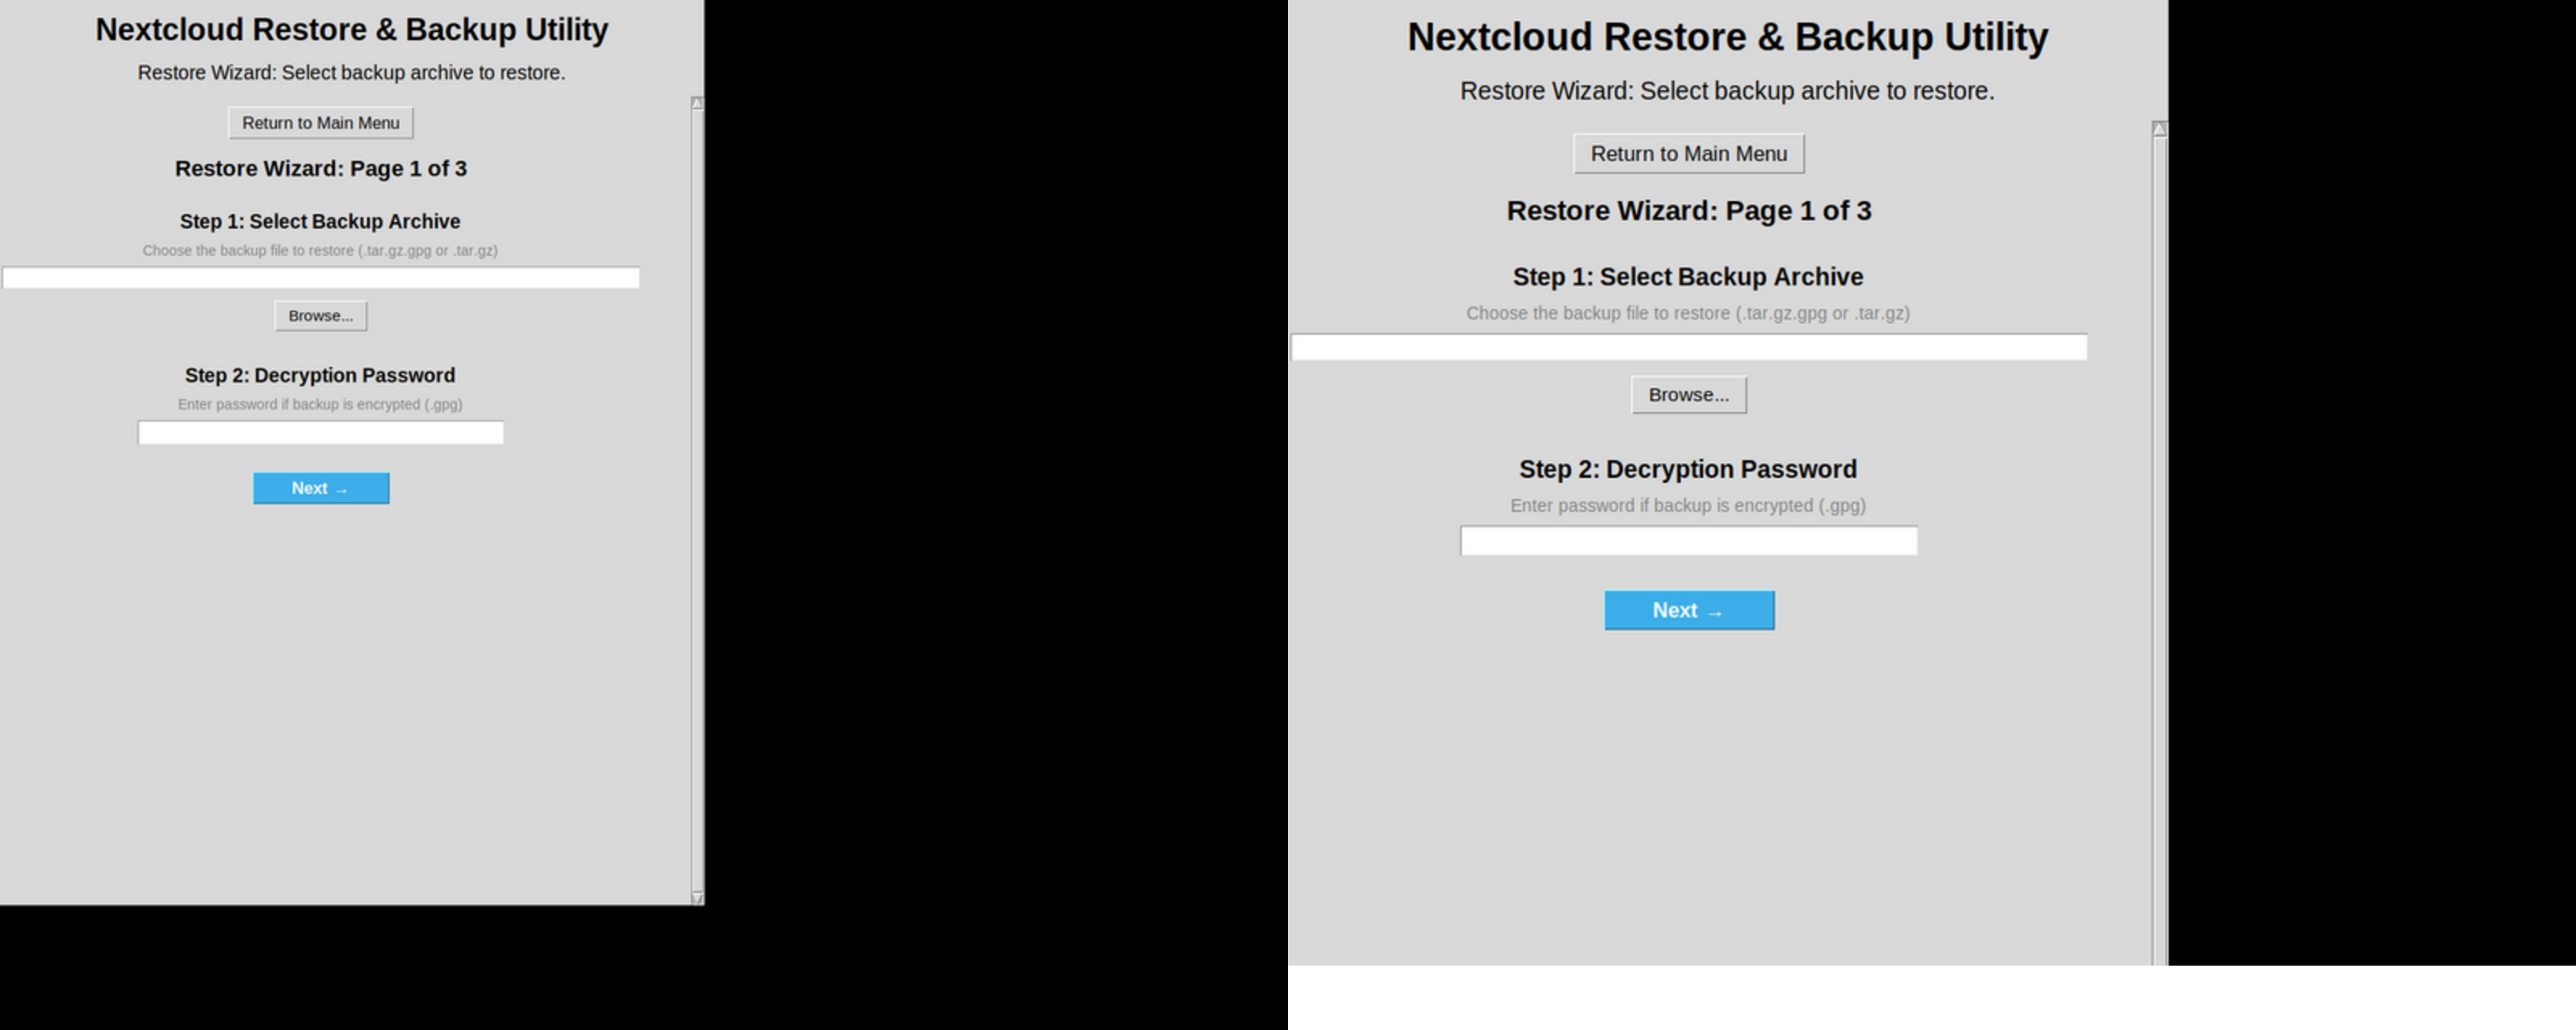 Nextcloud Restore & Backup Utility
Restore Wizard: Select backup archive to restore.
Return to Main Menu
Restore Wizard: Page 1 of 3
Step 1: Select Backup Archive
Choose the backup file to restore (.tar.gz.gpg or .tar.gz)
Browse...
Step 2: Decryption Password
Enter password if backup is encrypted (.gpg)
Next →
Nextcloud Restore & Backup Utility
Restore Wizard: Select backup archive to restore.
Return to Main Menu
Restore Wizard: Page 1 of 3
Step 1: Select Backup Archive
Choose the backup file to restore (.tar.gz.gpg or .tar.gz)
Browse...
Step 2: Decryption Password
Enter password if backup is encrypted (.gpg)
Next →